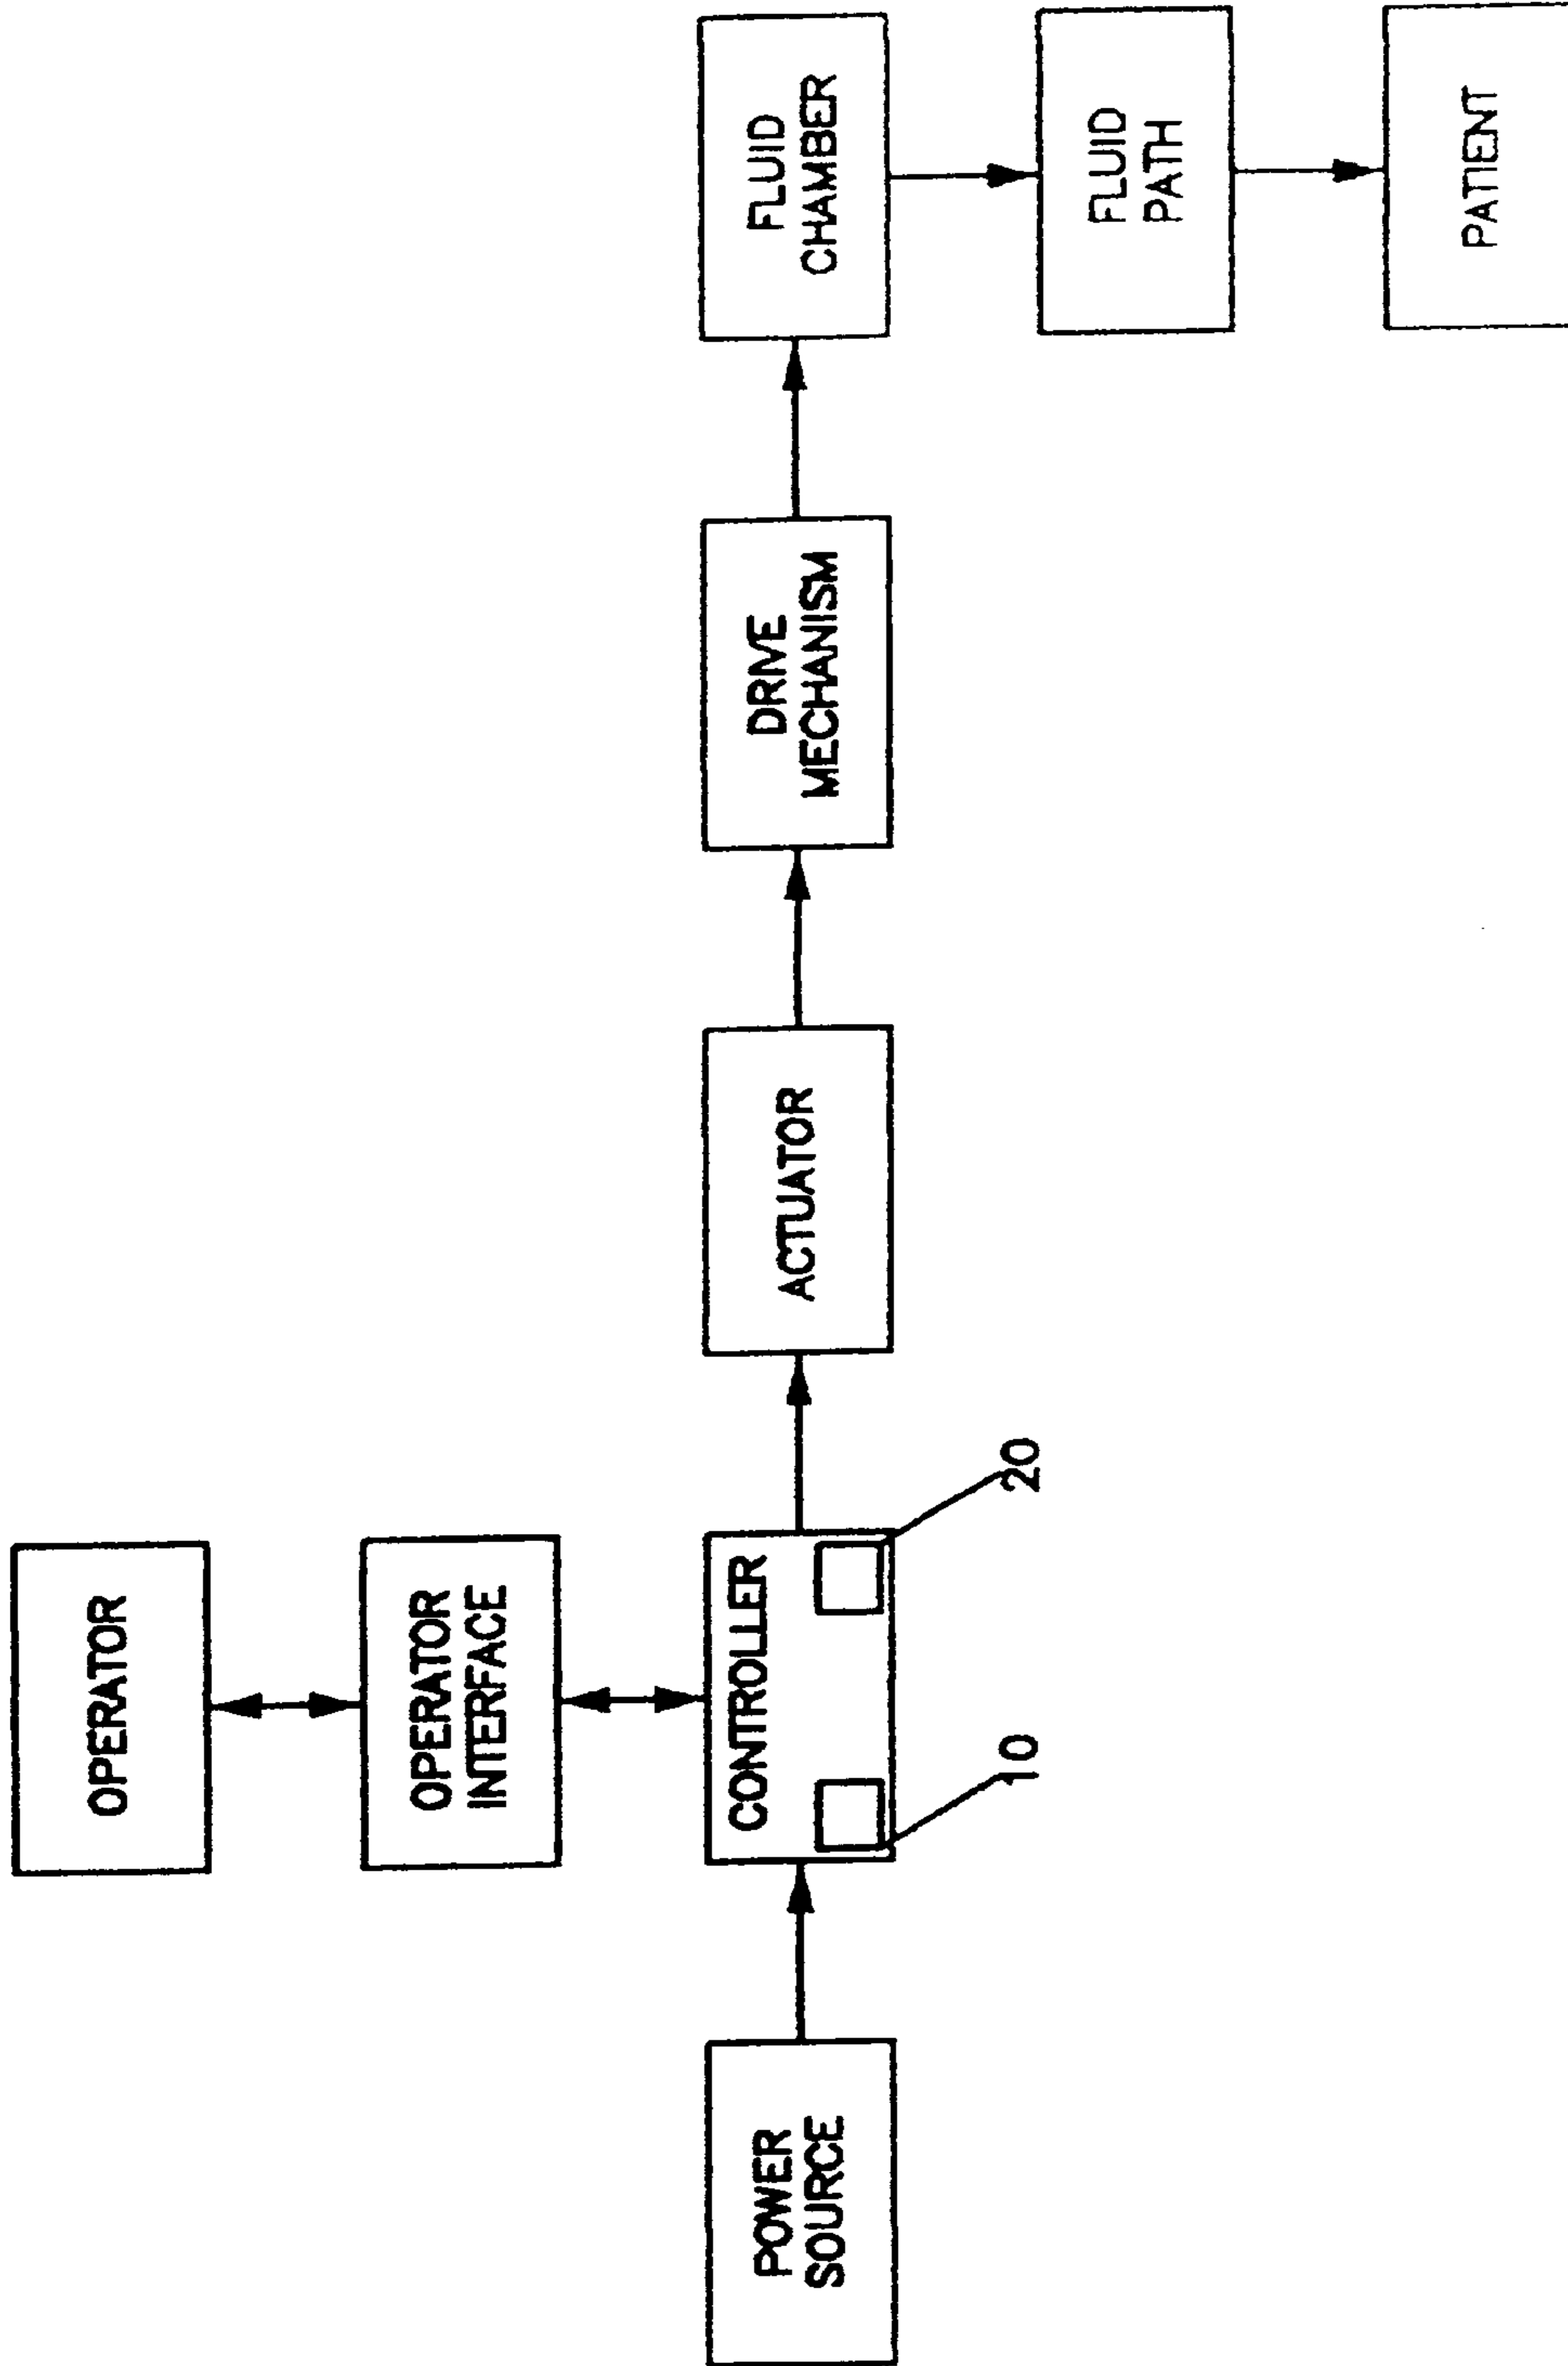 OPERATOR
OPERATOR
INTERFACE
POWER
SOURCE
CONTROLLER
10
20
ACTUATOR
DRIVE
MECHANISM
FLUID
CHAMBER
FLUID
PATH
PATIENT